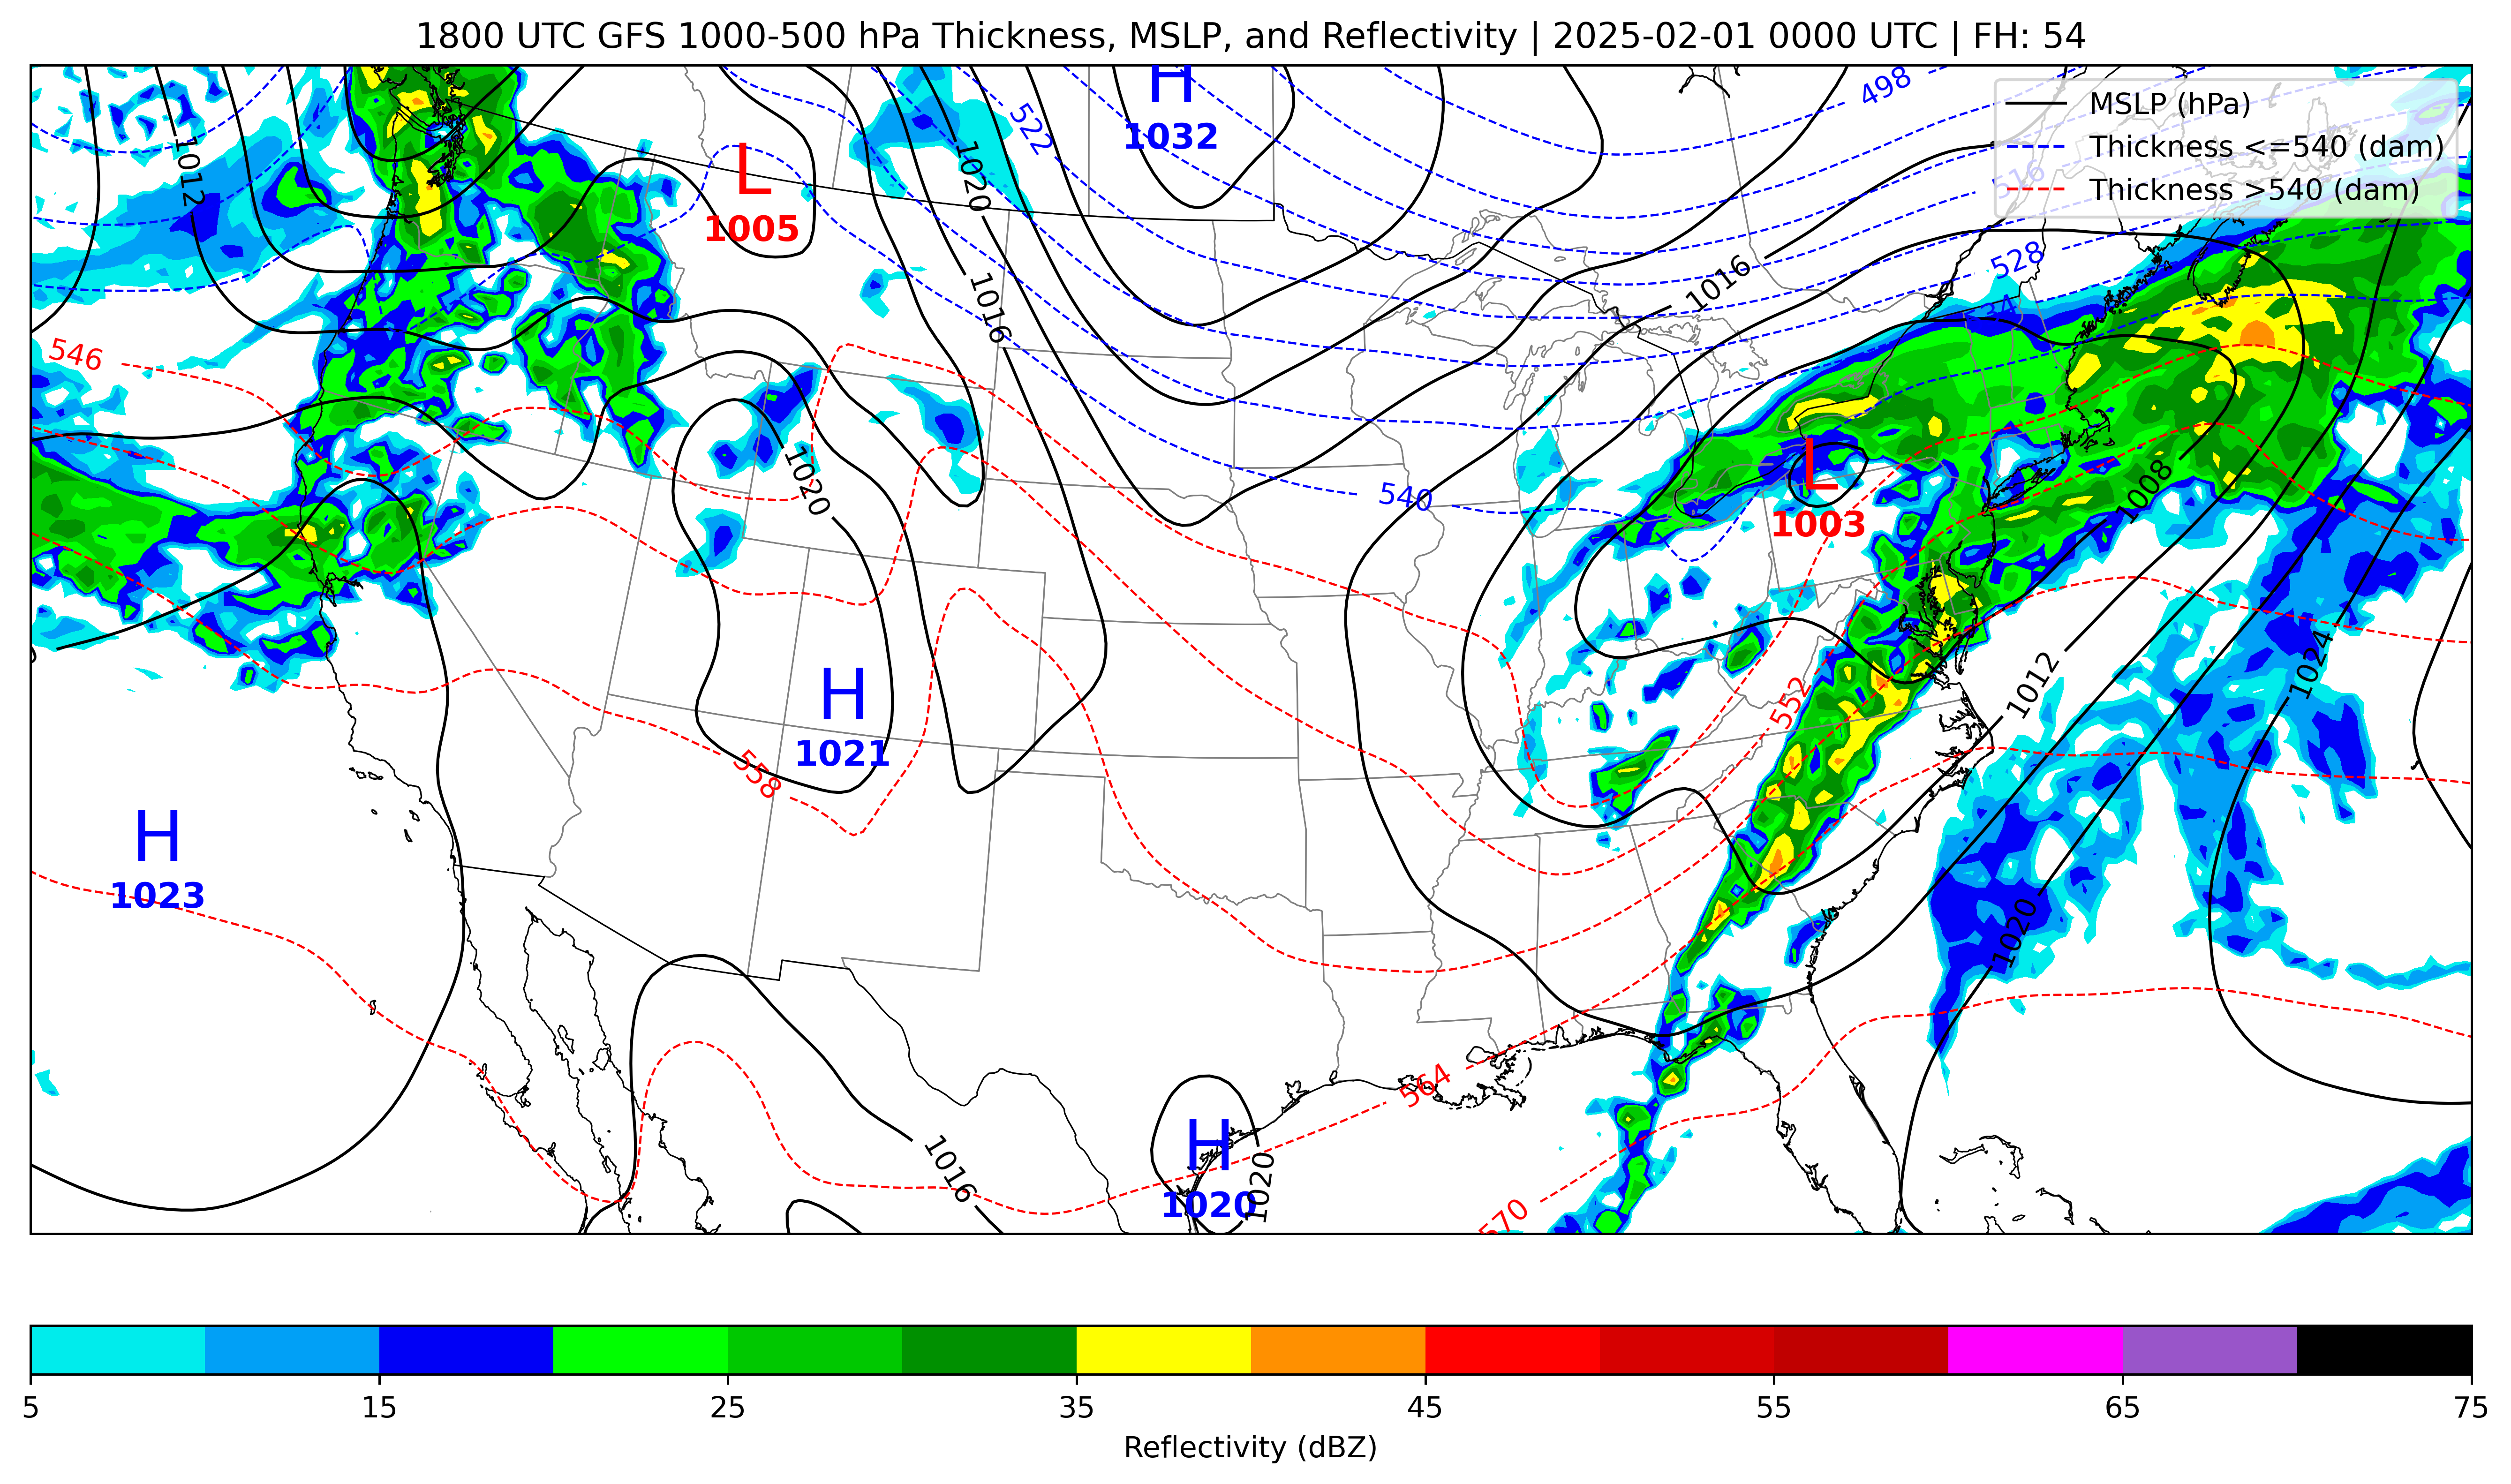 1800 UTC GFS 1000-500 hPa Thickness, MSLP, and Reflectivity | 2025-02-01 0000 UTC | FH: 54
MSLP (hPa)
Thickness <=540 (dam)
Thickness >540 (dam)
H
1032
498
522
516
1012
L
1005
1020
528
1016
1016
534
546
1020
540
L
1003
1008
H
1021
552
1012
1024
558
H
1023
1020
564
H
1020
1020
1016
570
5 15 25 35 45 55 65 75
Reflectivity (dBZ)